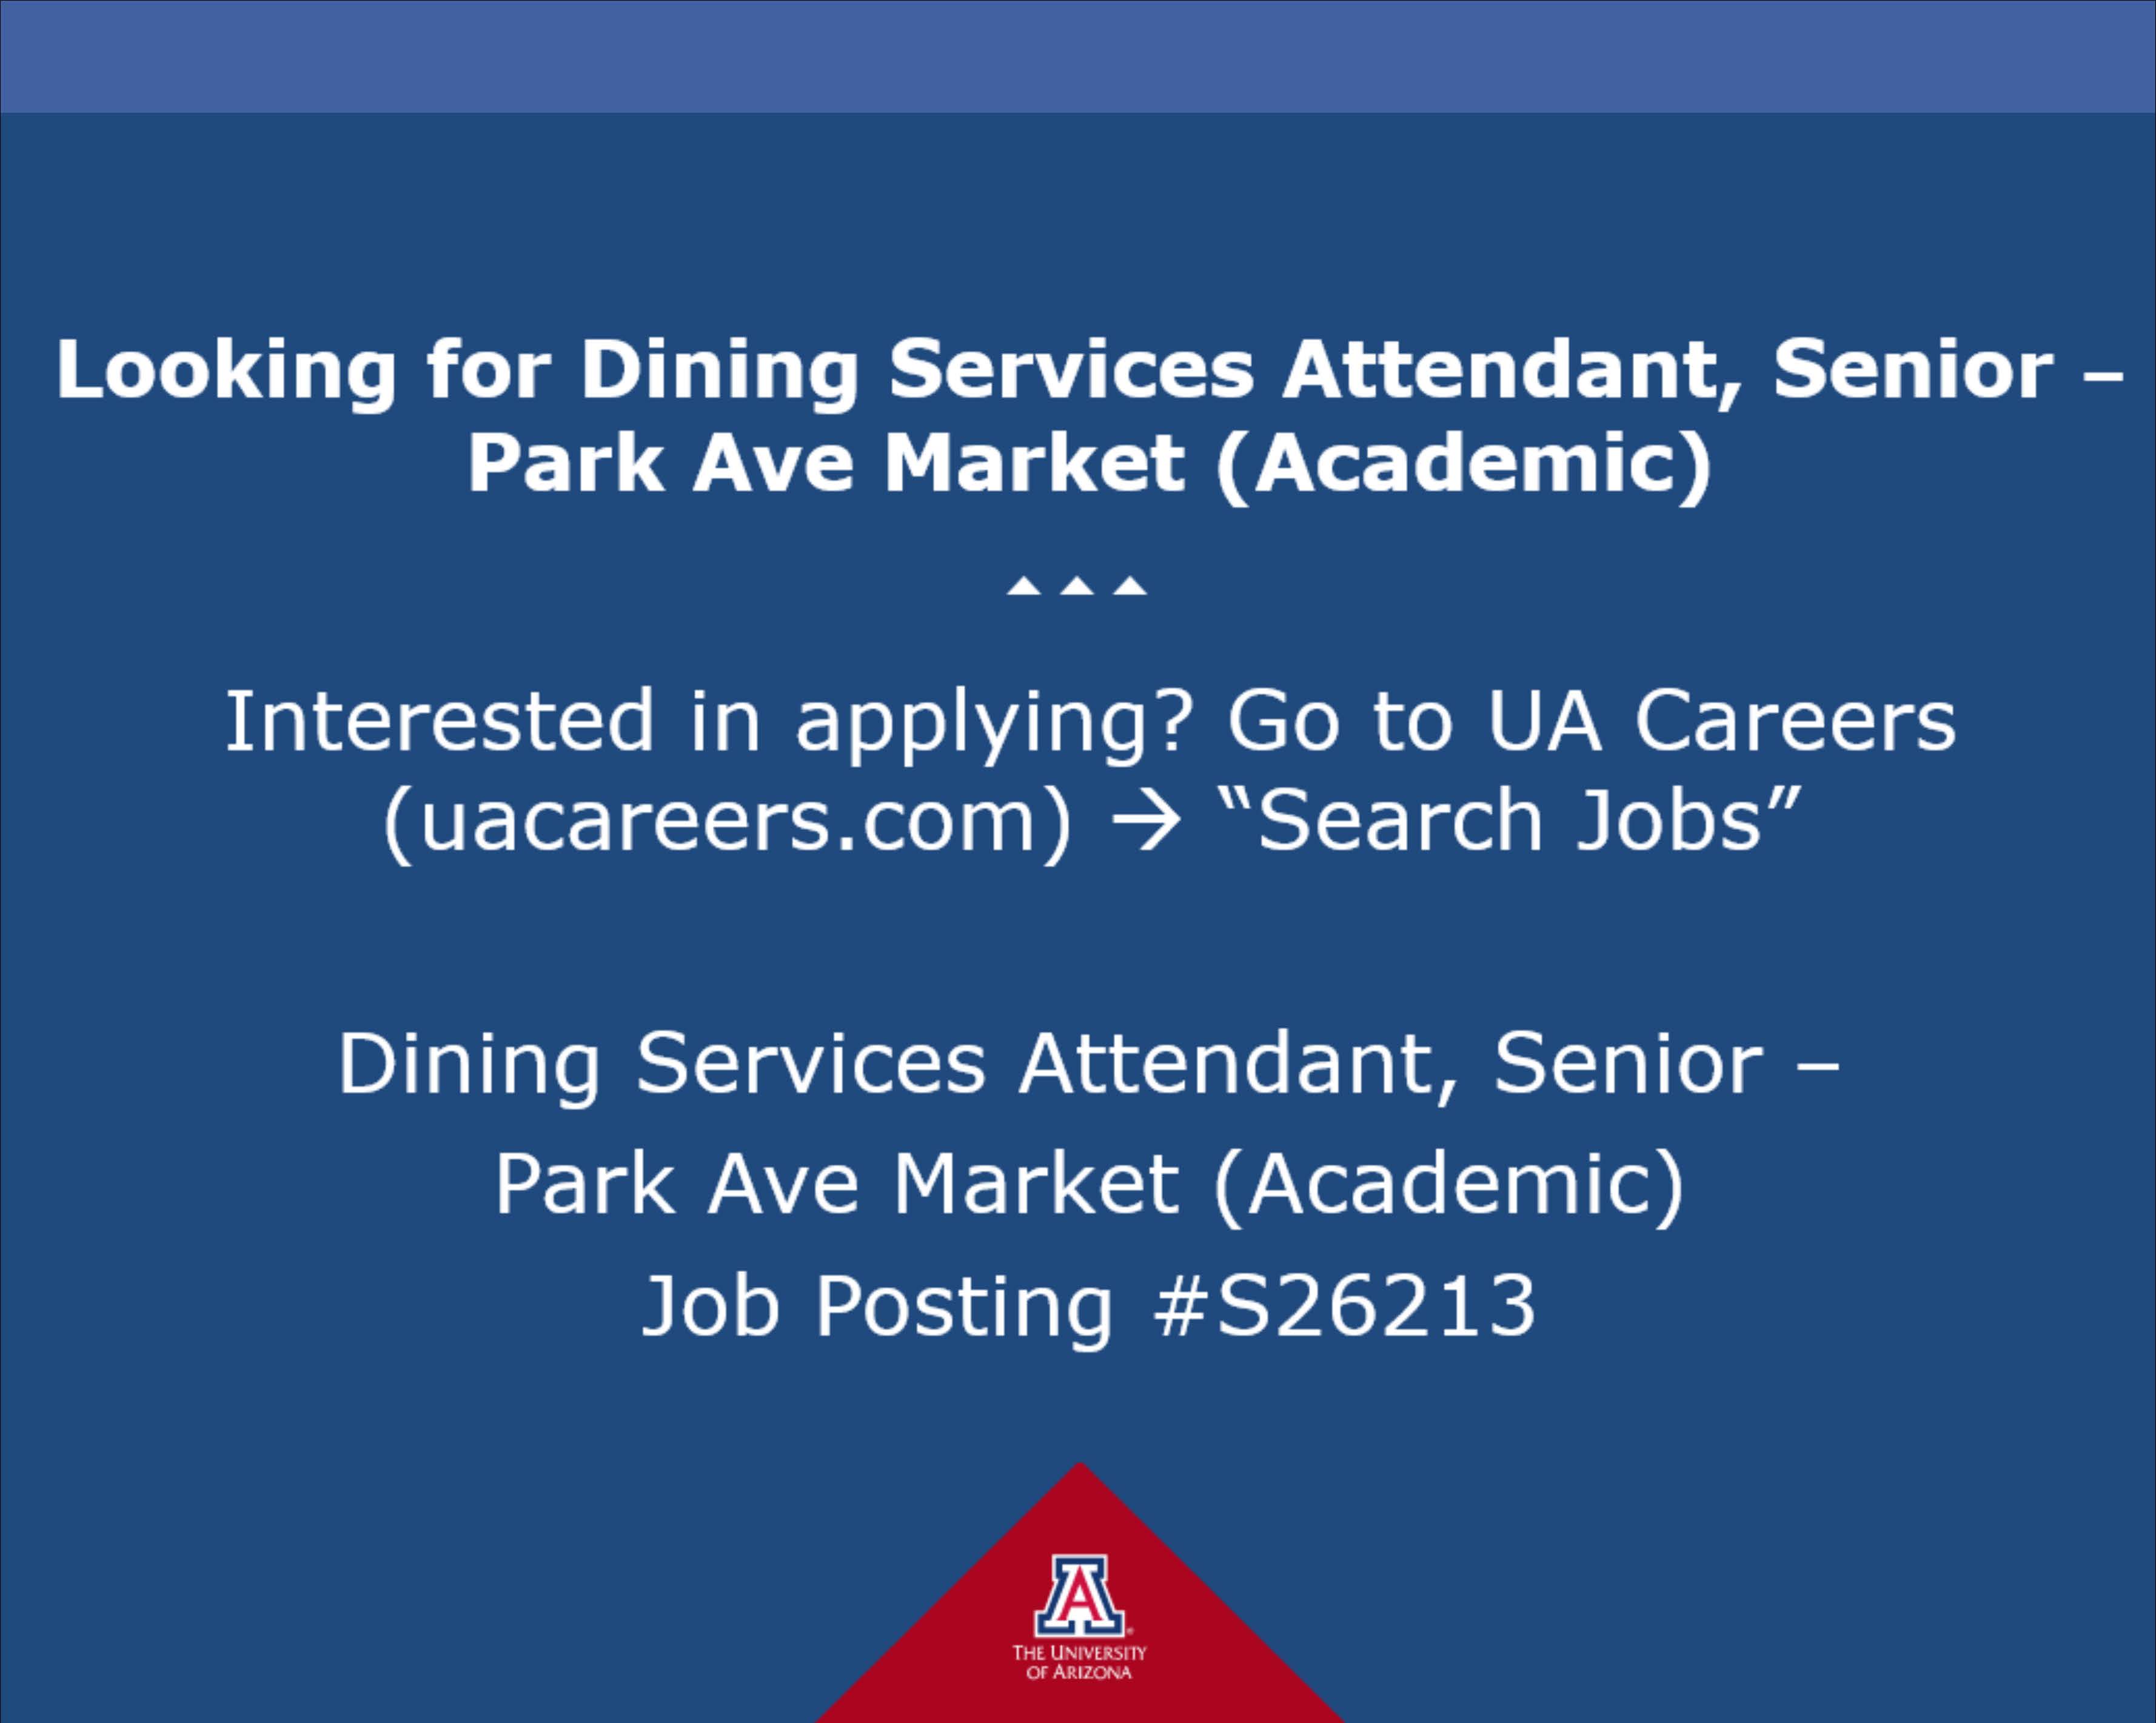 Looking for Dining Services Attendant, Senior –
Park Ave Market (Academic)
Interested in applying? Go to UA Careers
(uacareers.com) → “Search Jobs”
Dining Services Attendant, Senior –
Park Ave Market (Academic)
Job Posting #S26213
A
THE UNIVERSITY
OF ARIZONA